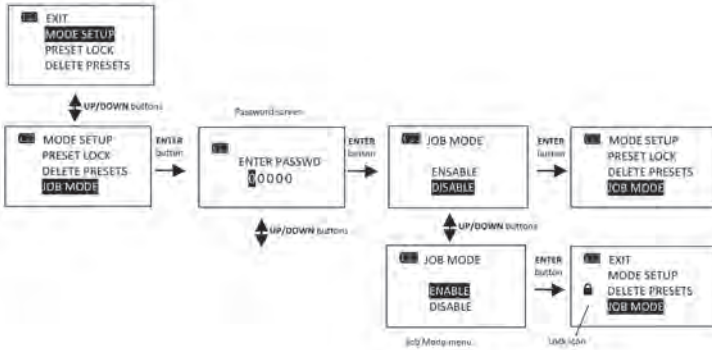 EXIT
MODE SETUP
PRESET LOCK
DELETE PRESETS
UP/DOWN buttons
Password screen
MODE SETUP
PRESET LOCK
DELETE PRESETS
JOB MODE
ENTER
button
ENTER PASSWD
00000
ENTER
button
JOB MODE
ENSABLE
DISABLE
ENTER
button
MODE SETUP
PRESET LOCK
DELETE PRESETS
JOB MODE
UP/DOWN buttons
UP/DOWN buttons
JOB MODE
ENABLE
DISABLE
ENTER
button
EXIT
MODE SETUP
DELETE PRESETS
JOB MODE
Job Mode menu
Lock icon